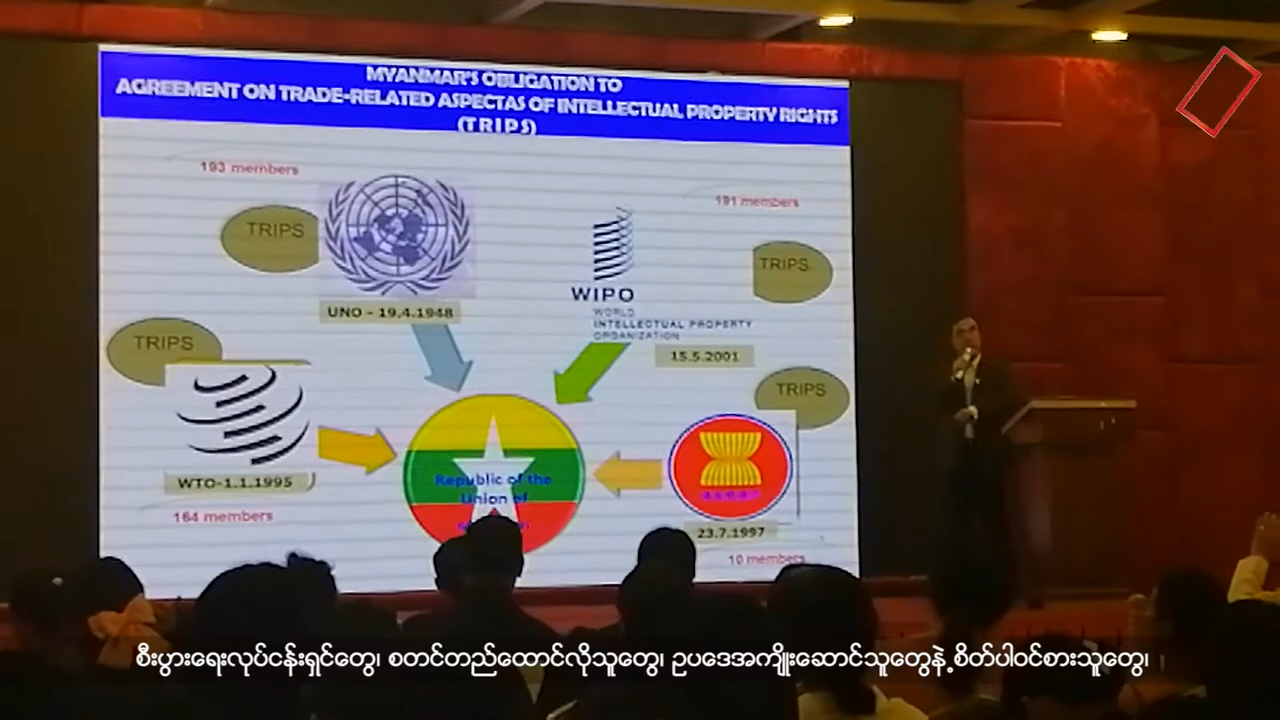 MYANMAR'S OBLIGATION TO
AGREEMENT ON TRADE-RELATED ASPECTAS OF INTELLECTUAL PROPERTY RIGHTS
(TRIPS)
193 members
191 members
TRIPS
TRIPS
WIPO
WORLD
INTELLECTUAL PROPERTY
ORGANIZATION
UNO - 19.4.1948
15.5.2001
TRIPS
TRIPS
WTO-1.1.1995
164 members
Republic of the
Union of
23.7.1997
10 members
စီးပွားရေးလုပ်ငန်းရှင်တွေ၊ စတင်တည်ထောင်လိုသူတွေ၊ ဥပဒေအကျိုးဆောင်သူတွေနဲ့ စိတ်ပါဝင်စားသူတွေ၊